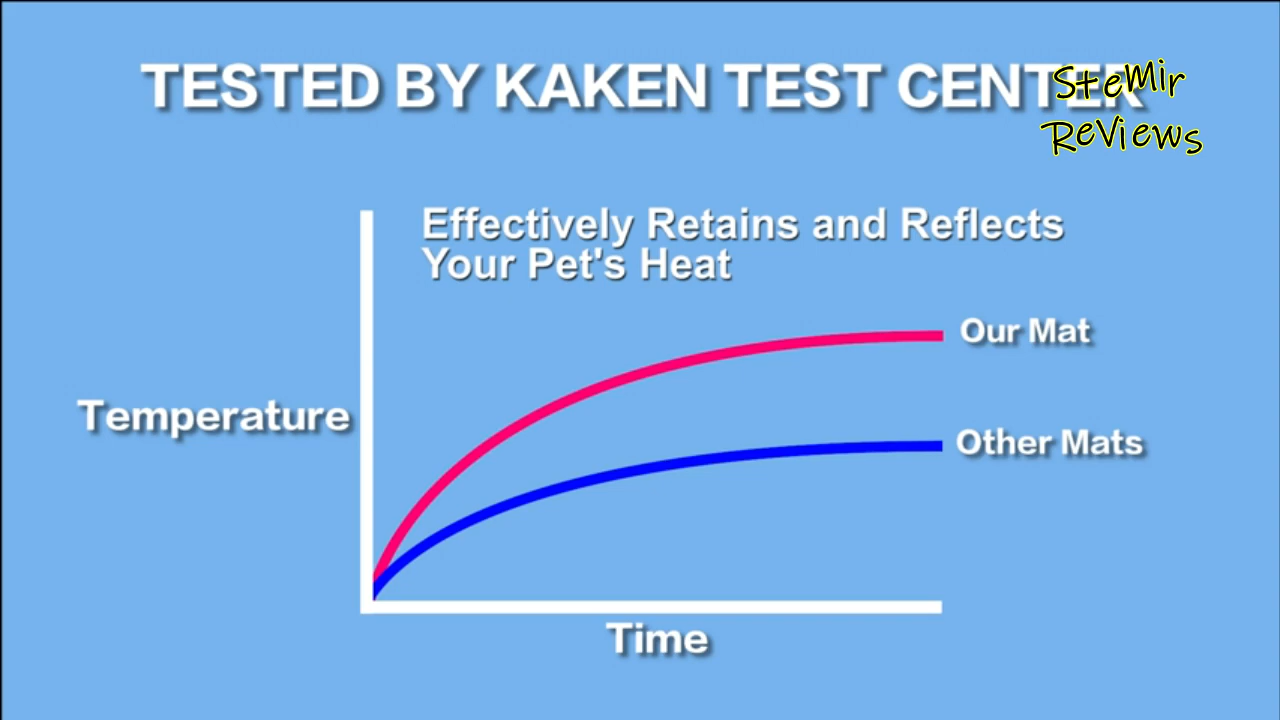 TESTED BY KAKEN TEST CENTER
SteMir
ReViews
Effectively Retains and Reflects
Your Pet's Heat
Our Mat
Temperature
Other Mats
Time